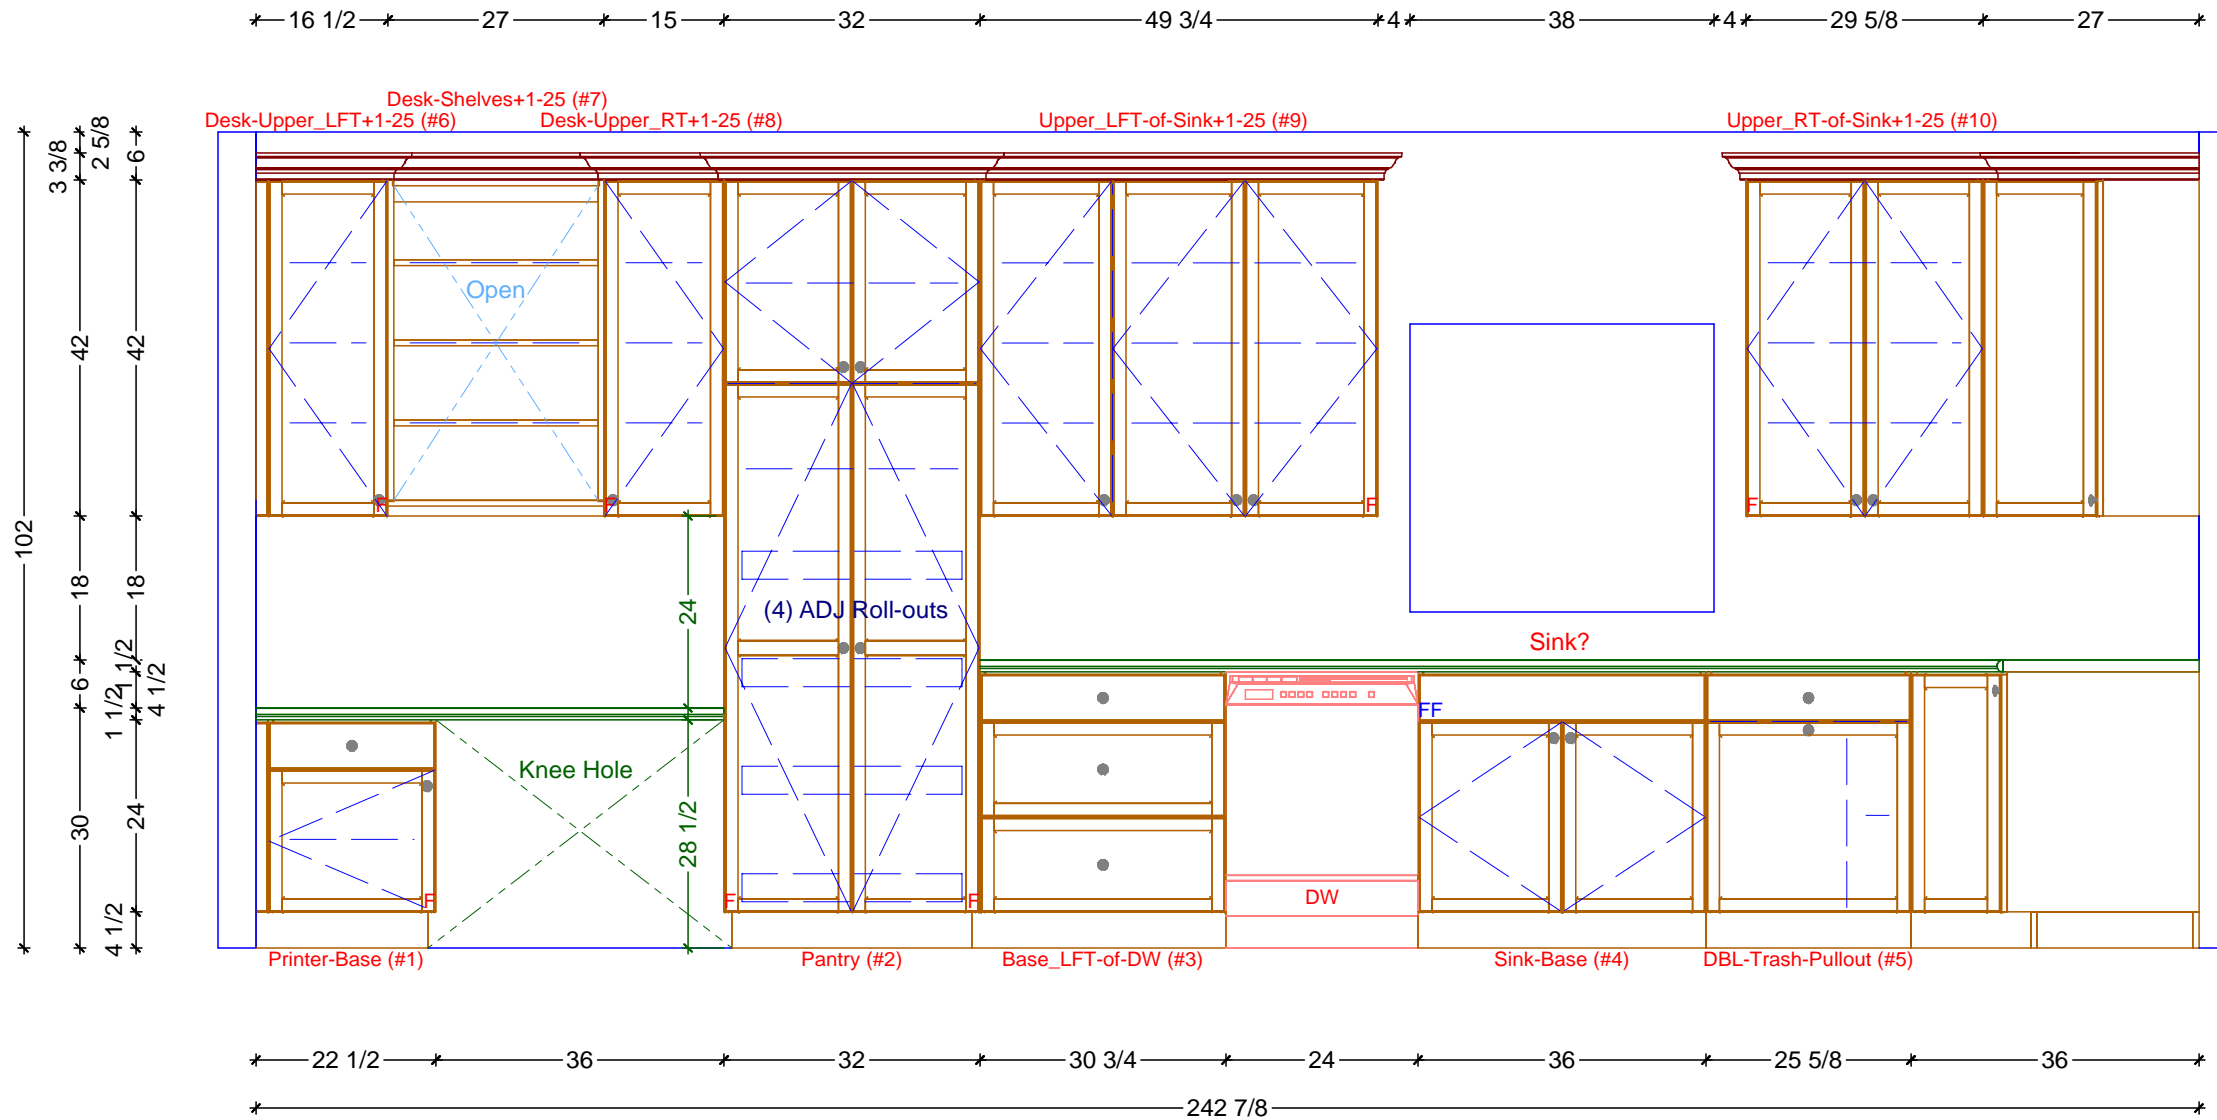 16 1/2 27 15 32 49 3/4 4 38 4 29 5/8 27
Desk-Shelves+1-25 (#7)
Desk-Upper_LFT+1-25 (#6) Desk-Upper_RT+1-25 (#8) Upper_LFT-of-Sink+1-25 (#9) Upper_RT-of-Sink+1-25 (#10)
102
3 3/8
42
18
6
30
2 5/8
6
42
18
1 1/2
4 1/2
1 1/2
24
4 1/2
Open
F F F F
24
(4) ADJ Roll-outs
Sink?
FF
Knee Hole
28 1/2
F F F
DW
Printer-Base (#1) Pantry (#2) Base_LFT-of-DW (#3) Sink-Base (#4) DBL-Trash-Pullout (#5)
22 1/2 36 32 30 3/4 24 36 25 5/8 36
242 7/8